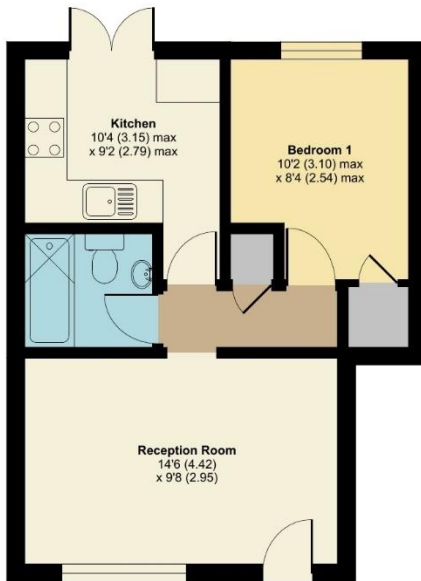 Kitchen
10'4 (3.15) max
x 9'2 (2.79) max
Bedroom 1
10'2 (3.10) max
x 8'4 (2.54) max
Reception Room
14'6 (4.42)
x 9'8 (2.95)